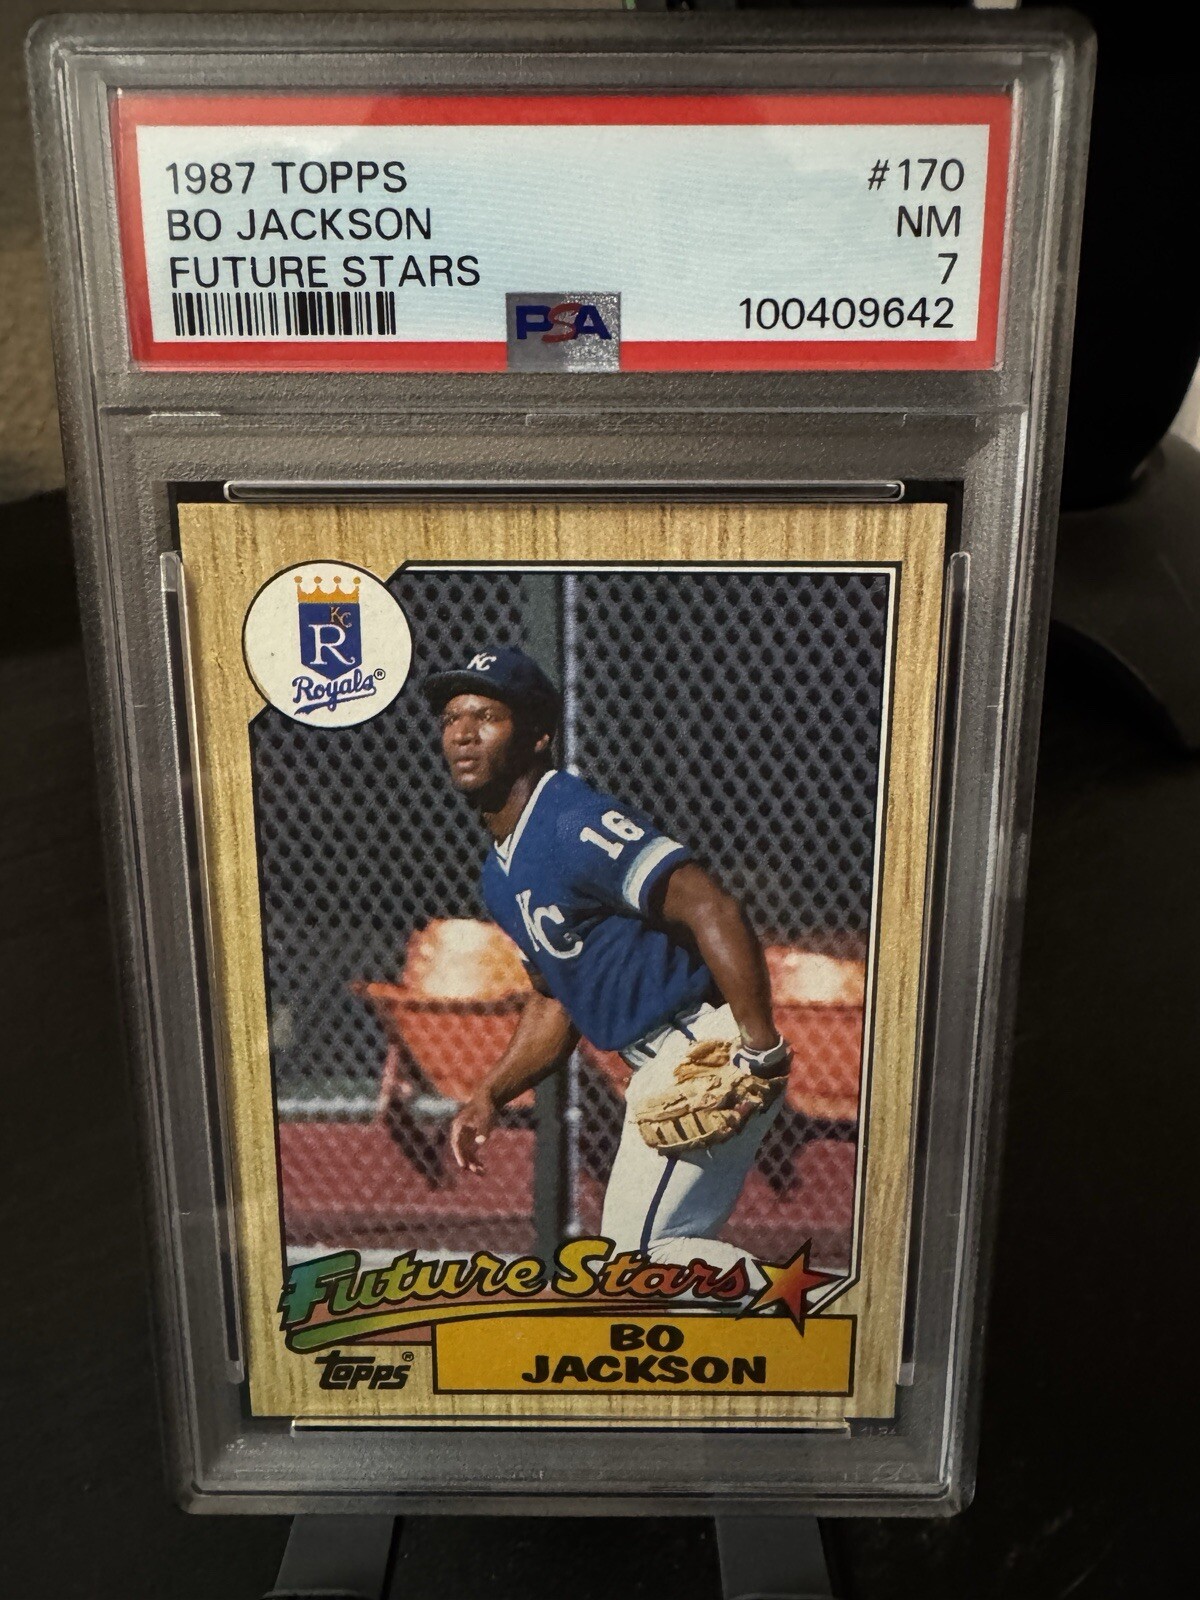 1987 TOPPS #170
BO JACKSON NM
FUTURE STARS 7
PSA 100409642
KC
R
Royals®
KC
16
KC
Future Stars
BO
JACKSON
topps®